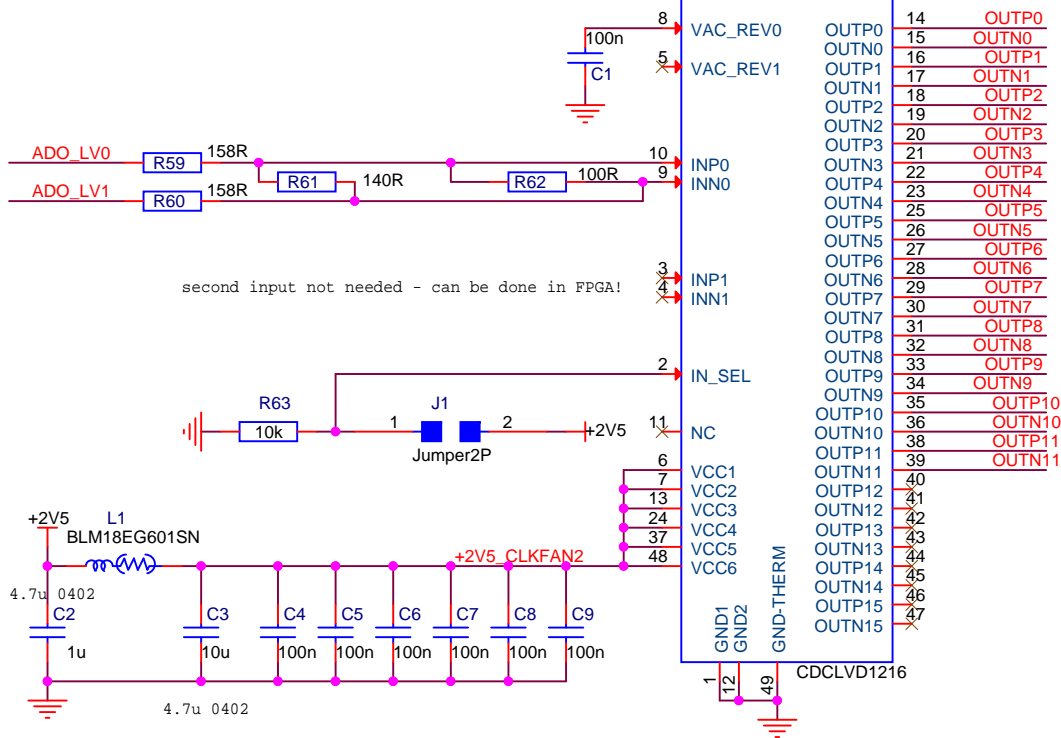 8 VAC_REV0 OUTP0 14 OUTP0
100n OUTN0 15 OUTN0
C1 5 VAC_REV1 OUTP1 16 OUTP1
OUTN1 17 OUTN1
OUTP2 18 OUTP2
OUTN2 19 OUTN2
OUTP3 20 OUTP3
ADO_LV0 R59 158R 10 INP0 OUTN3 21 OUTN3
R61 140R R62 100R 9 INN0 OUTP4 22 OUTP4
ADO_LV1 R60 158R OUTN4 23 OUTN4
OUTP5 25 OUTP5
OUTN5 26 OUTN5
OUTP6 27 OUTP6
3 INP1 OUTN6 28 OUTN6
second input not needed - can be done in FPGA!
4 INN1 OUTP7 29 OUTP7
OUTN7 30 OUTN7
OUTP8 31 OUTP8
OUTN8 32 OUTN8
2 IN_SEL OUTP9 33 OUTP9
OUTN9 34 OUTN9
R63 J1 OUTP10 35 OUTP10
10k 1 2 +2V5 11 NC OUTN10 36 OUTN10
Jumper2P OUTP11 38 OUTP11
6 VCC1 OUTN11 39 OUTN11
7 VCC2 OUTP12 40
13 VCC3 OUTN12 41
+2V5 L1 24 VCC4 OUTP13 42
BLM18EG601SN 37 VCC5 OUTN13 43
+2V5_CLKFAN2 48 VCC6 OUTP14 44
OUTN14 45
4.7u 0402 OUTP15 46
C2 C3 C4 C5 C6 C7 C8 C9 OUTN15 47
1u 10u 100n 100n 100n 100n 100n 100n
GND1 GND2 GND-THERM
1 12 49 CDCLVD1216
4.7u 0402